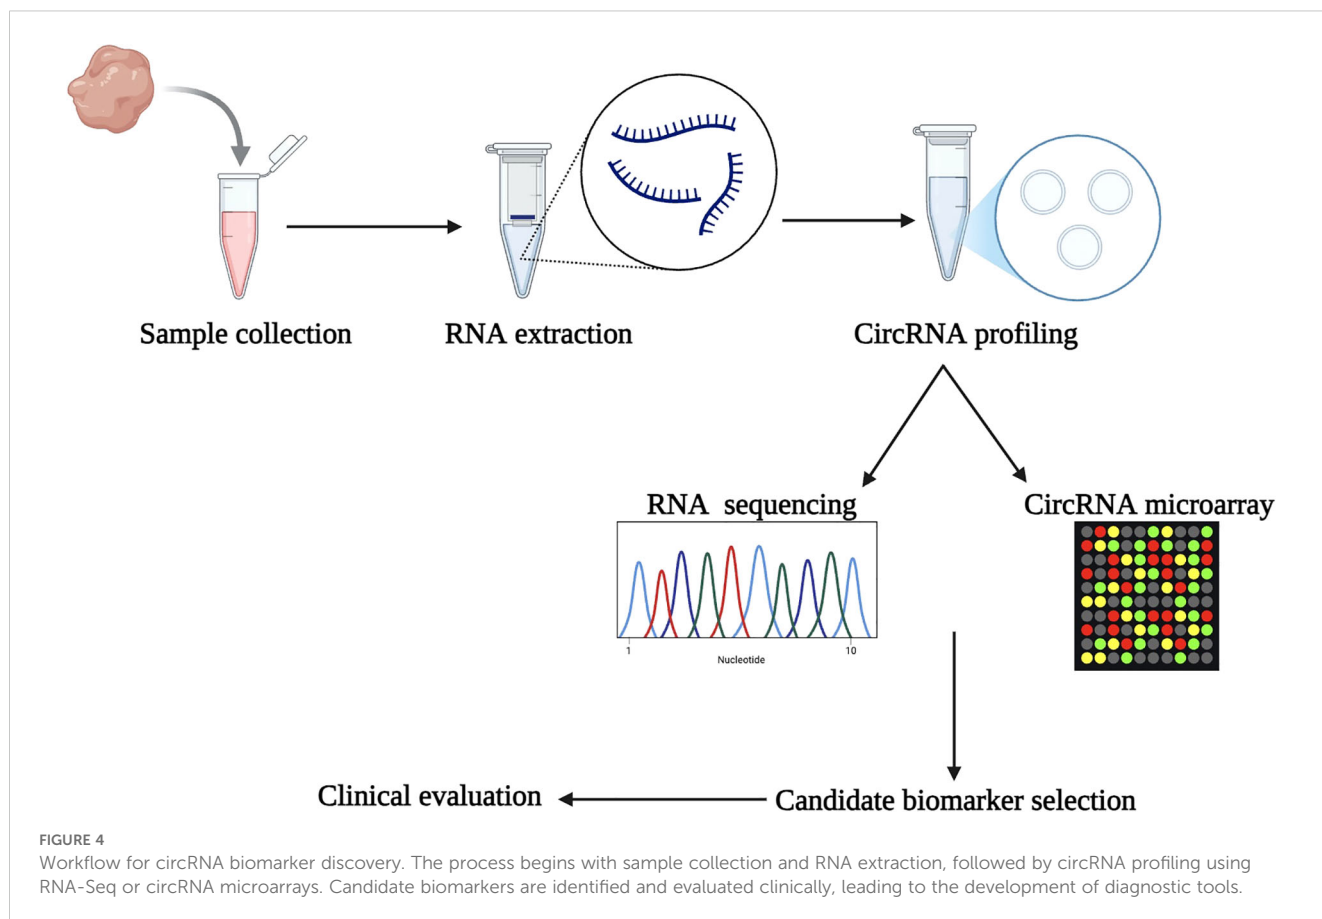 Sample collection
RNA extraction
CircRNA profiling
RNA sequencing
CircRNA microarray
1
10
Nucleotide
Candidate biomarker selection
Clinical evaluation
FIGURE 4
Workflow for circRNA biomarker discovery. The process begins with sample collection and RNA extraction, followed by circRNA profiling using
RNA-Seq or circRNA microarrays. Candidate biomarkers are identified and evaluated clinically, leading to the development of diagnostic tools.